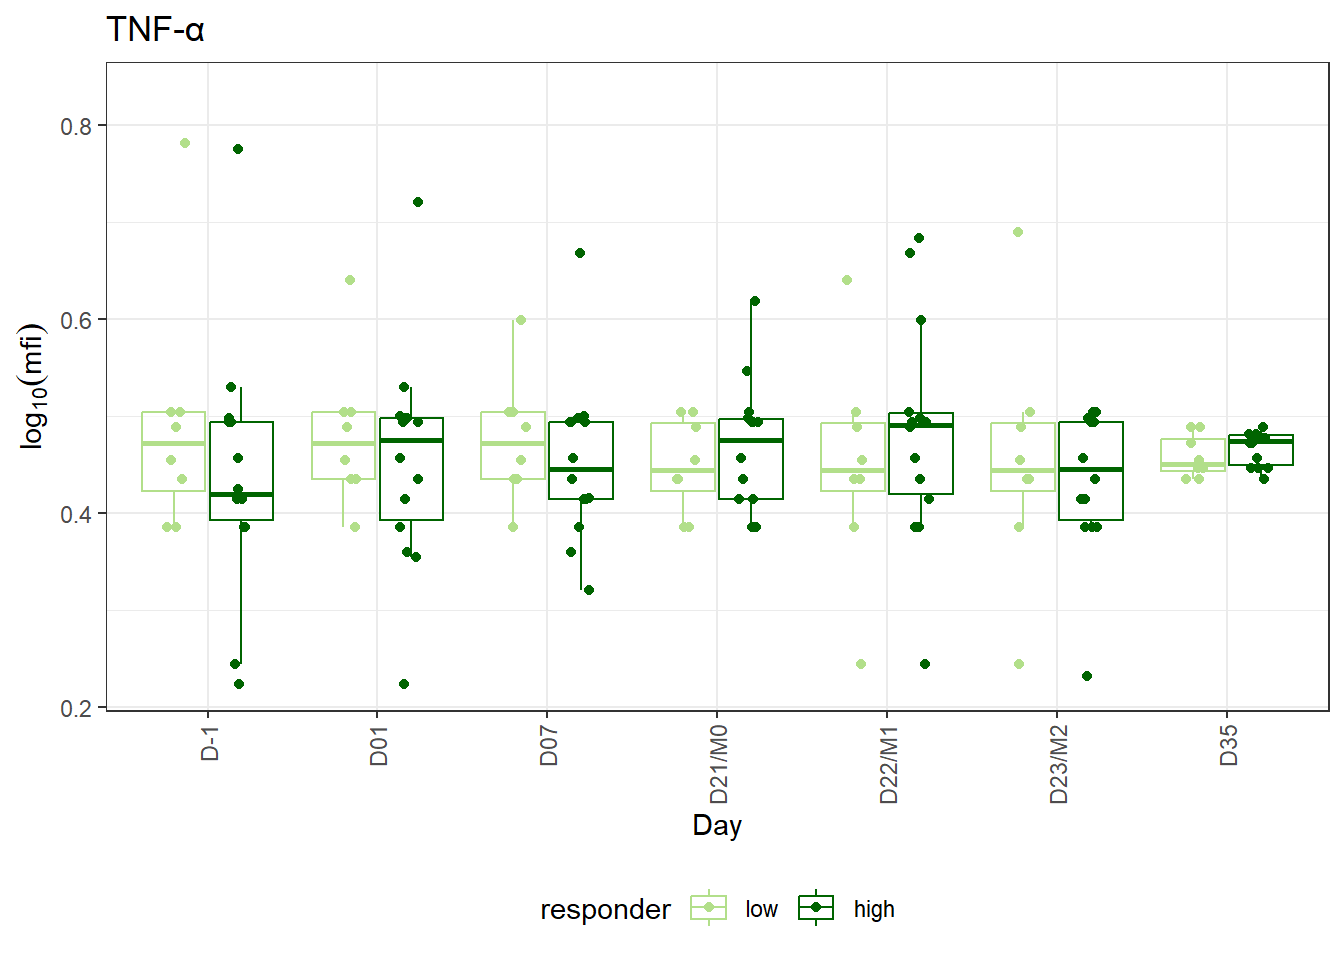 TNF-α
0.8
0.6
0.4
0.2
log10(mfi)
D-1
D01
D07
D21/M0
D22/M1
D23/M2
D35
Day
responder low high